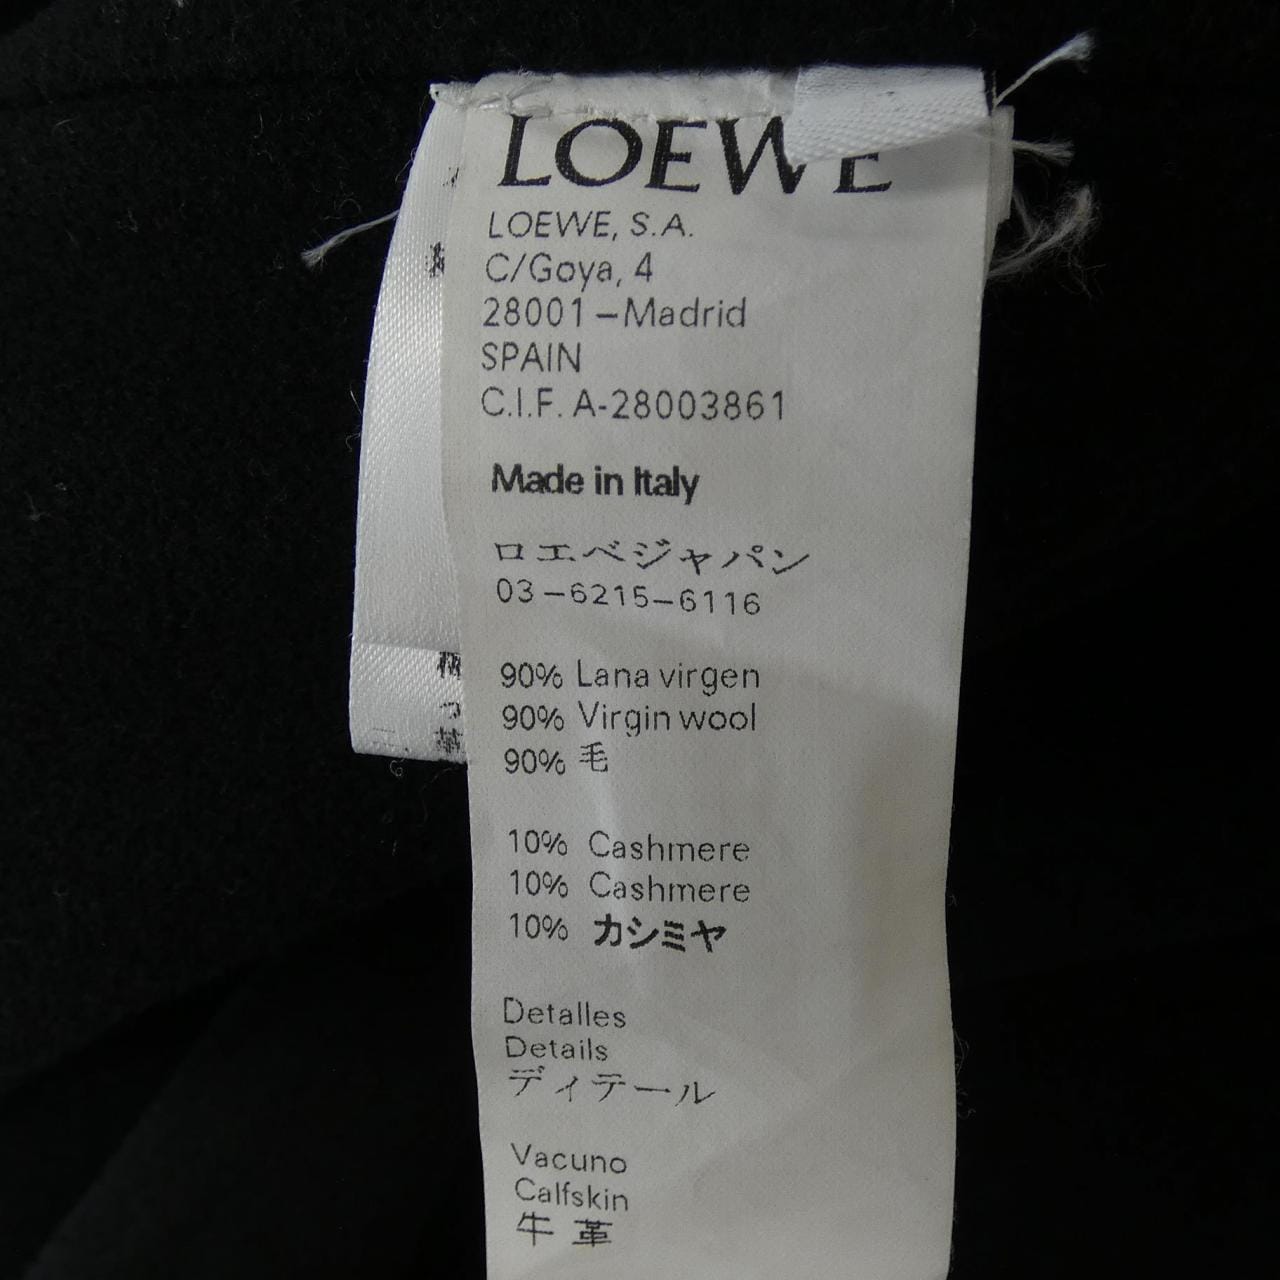 LOEWE
LOEWE, S.A.
C/Goya, 4
28001 – Madrid
SPAIN
C.I.F. A-28003861
Made in Italy
ロエベジャパン
03-6215-6116
90% Lana virgen
90% Virgin wool
90% 毛
10% Cashmere
10% Cashmere
10% カシミヤ
Detalles
Details
ディテール
Vacuno
Calfskin
牛革